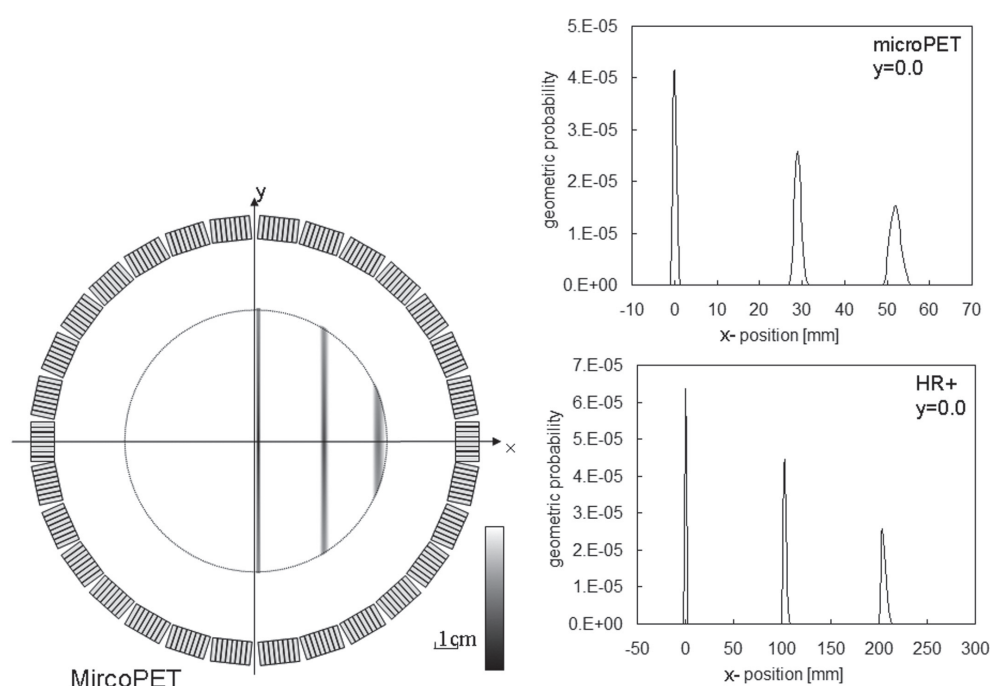 y
×
1cm
MircoPET
5.E-05
4.E-05
3.E-05
2.E-05
1.E-05
0.E+00
geometric probability
microPET
y=0.0
-10 0 10 20 30 40 50 60 70
x- position [mm]
7.E-05
6.E-05
5.E-05
4.E-05
3.E-05
2.E-05
1.E-05
0.E+00
geometric probability
HR+
y=0.0
-50 0 50 100 150 200 250 300
x- position [mm]